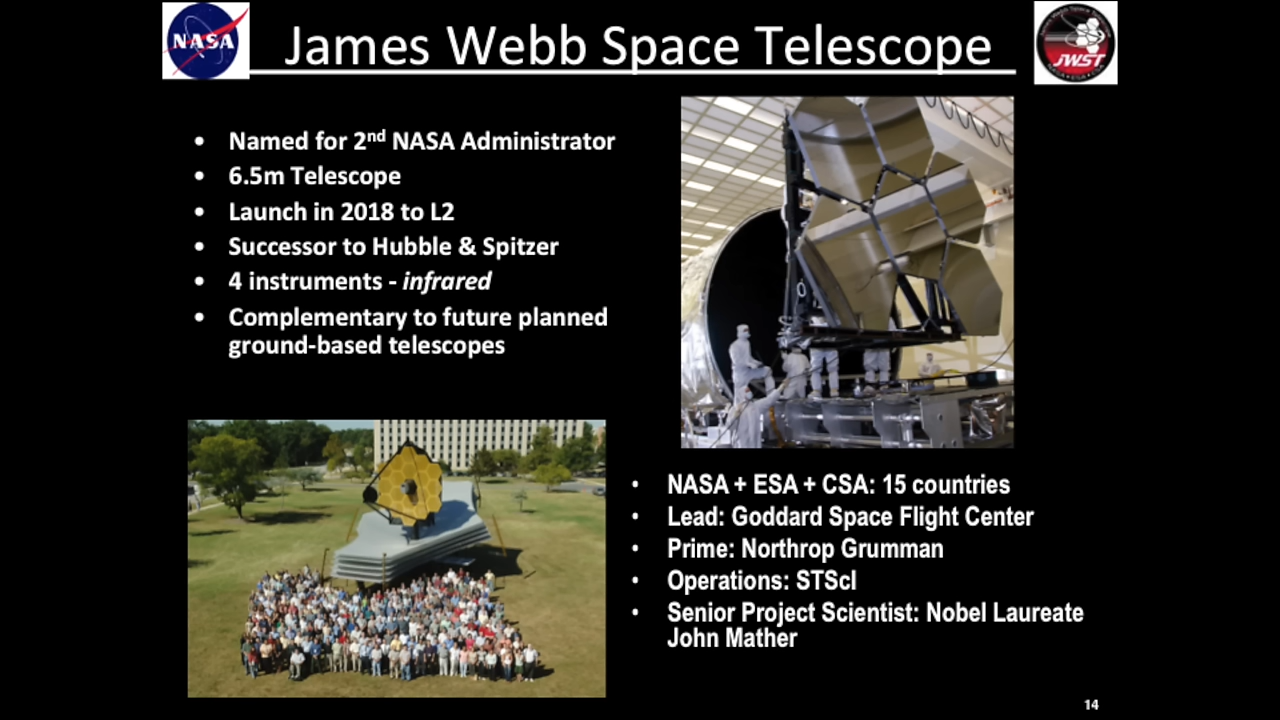 NASA
James Webb Space Telescope
JWST
• Named for 2nd NASA Administrator
• 6.5m Telescope
• Launch in 2018 to L2
• Successor to Hubble & Spitzer
• 4 instruments - infrared
• Complementary to future planned
ground-based telescopes
• NASA + ESA + CSA: 15 countries
• Lead: Goddard Space Flight Center
• Prime: Northrop Grumman
• Operations: STScI
• Senior Project Scientist: Nobel Laureate
John Mather
14